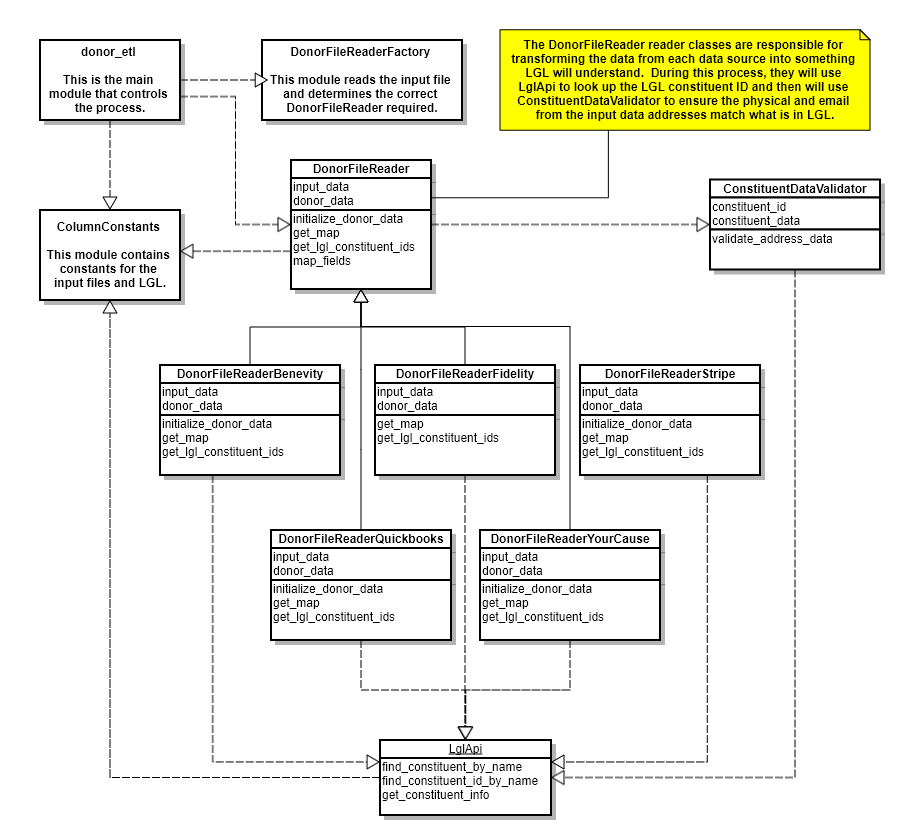 donor_etl
This is the main
module that controls
the process.
DonorFileReaderFactory
This module reads the input file
and determines the correct
DonorFileReader required.
The DonorFileReader reader classes are responsible for
transforming the data from each data source into something
LGL will understand. During this process, they will use
LglApi to look up the LGL constituent ID and then will use
ConstituentDataValidator to ensure the physical and email
from the input data addresses match what is in LGL.
DonorFileReader
input_data
donor_data
initialize_donor_data
get_map
get_lgl_constituent_ids
map_fields
ConstituentDataValidator
constituent_id
constituent_data
validate_address_data
ColumnConstants
This module contains
constants for the
input files and LGL.
DonorFileReaderBenevity
input_data
donor_data
initialize_donor_data
get_map
get_lgl_constituent_ids
DonorFileReaderFidelity
input_data
donor_data
get_map
get_lgl_constituent_ids
DonorFileReaderStripe
input_data
donor_data
initialize_donor_data
get_map
get_lgl_constituent_ids
DonorFileReaderQuickbooks
input_data
donor_data
initialize_donor_data
get_map
get_lgl_constituent_ids
DonorFileReaderYourCause
input_data
donor_data
initialize_donor_data
get_map
get_lgl_constituent_ids
LglApi
find_constituent_by_name
find_constituent_id_by_name
get_constituent_info